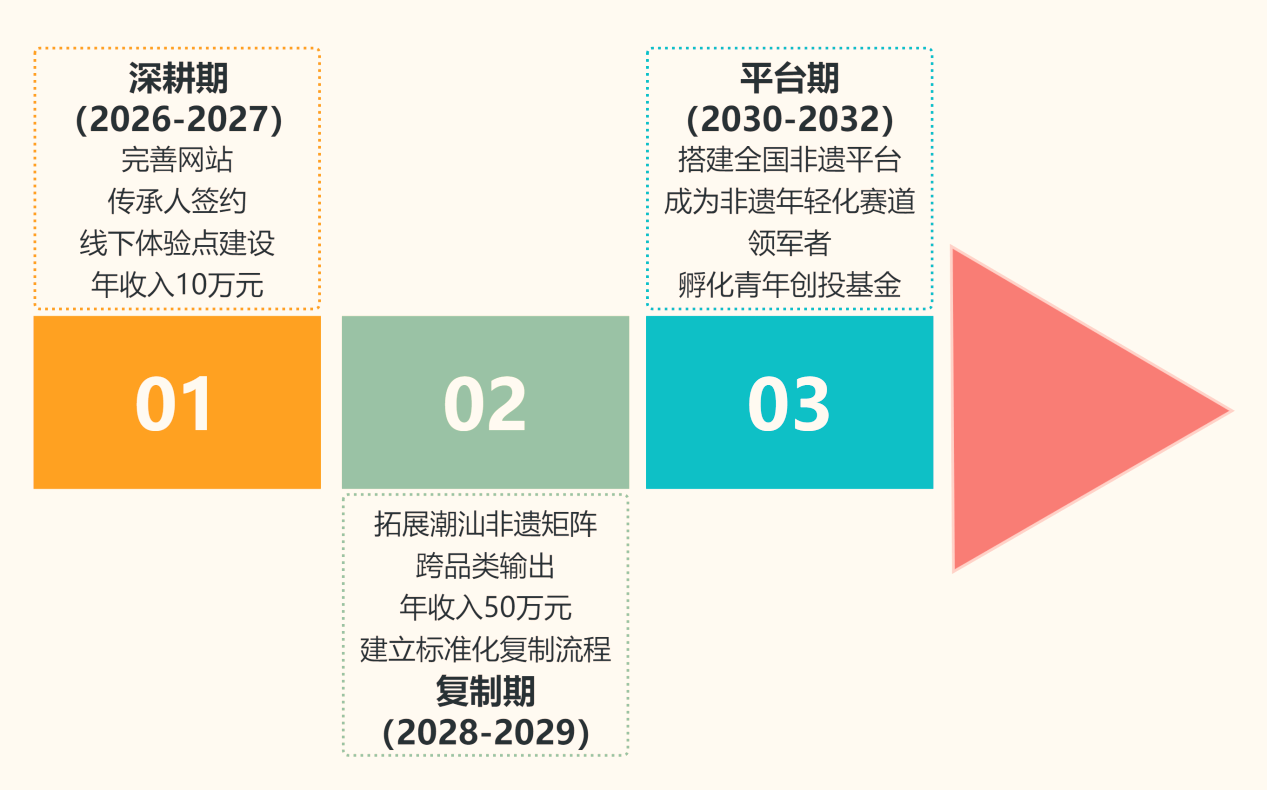 深耕期
(2026-2027)
完善网站
传承人签约
线下体验点建设
年收入10万元
01
02
拓展潮汕非遗矩阵
跨品类输出
年收入50万元
建立标准化复制流程
复制期
(2028-2029)
平台期
(2030-2032)
搭建全国非遗平台
成为非遗年轻化赛道
领军者
孵化青年创投基金
03